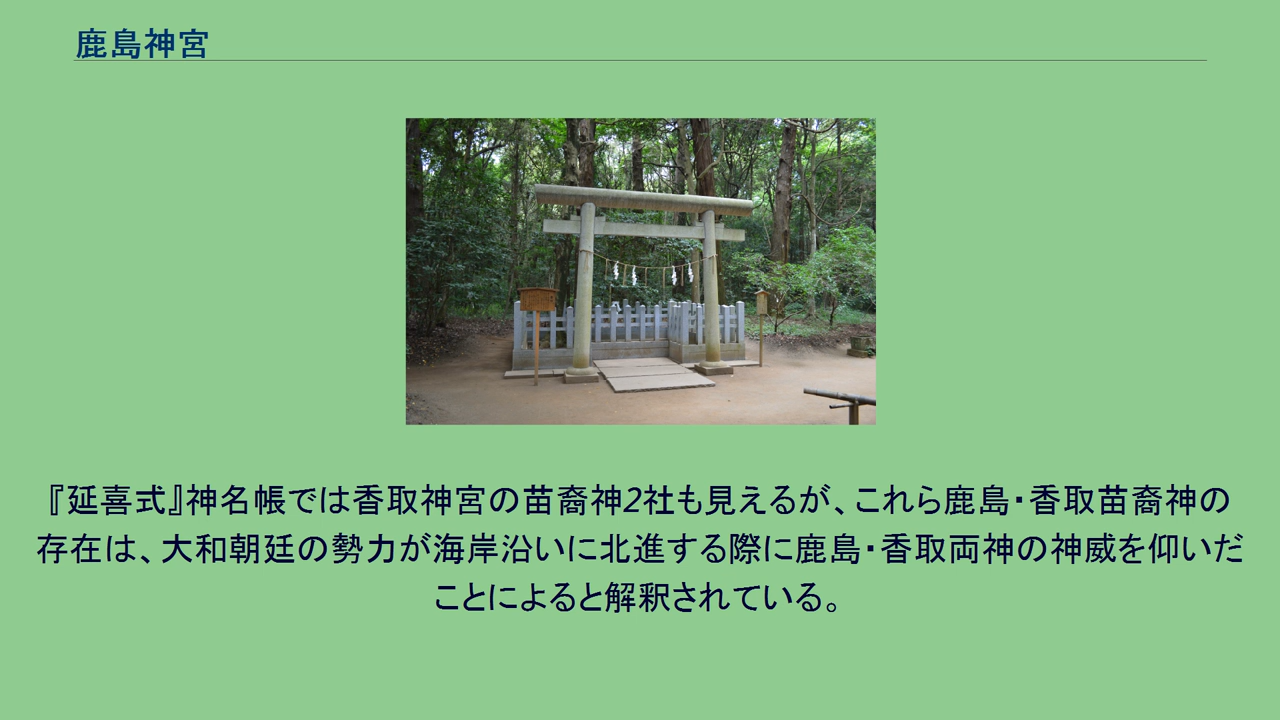 鹿島神宮
『延喜式』神名帳では香取神宮の苗裔神2社も見えるが、これら鹿島・香取苗裔神の
存在は、大和朝廷の勢力が海岸沿いに北進する際に鹿島・香取両神の神威を仰いだ
ことによると解釈されている。